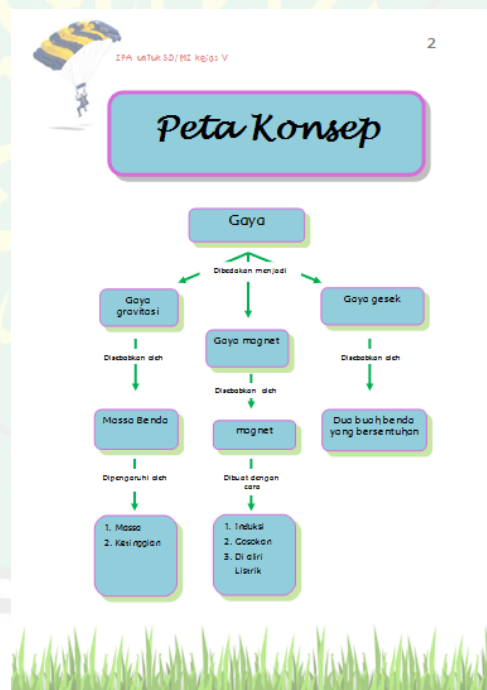 2
IPA untuk SD/MI kelas V
Peta Konsep
Gaya
Dibedakan menjadi
Gaya
gravitasi
Gaya magnet
Gaya gesek
Disebabkan oleh
Disebabkan oleh
Disebabkan oleh
Massa Benda
magnet
Dua buah benda
yang bersentuhan
Dipengaruhi oleh
Dibuat dengan
cara
1. Massa
2. Ketinggian
1. Induksi
2. Gosokan
3. Di aliri
Listrik